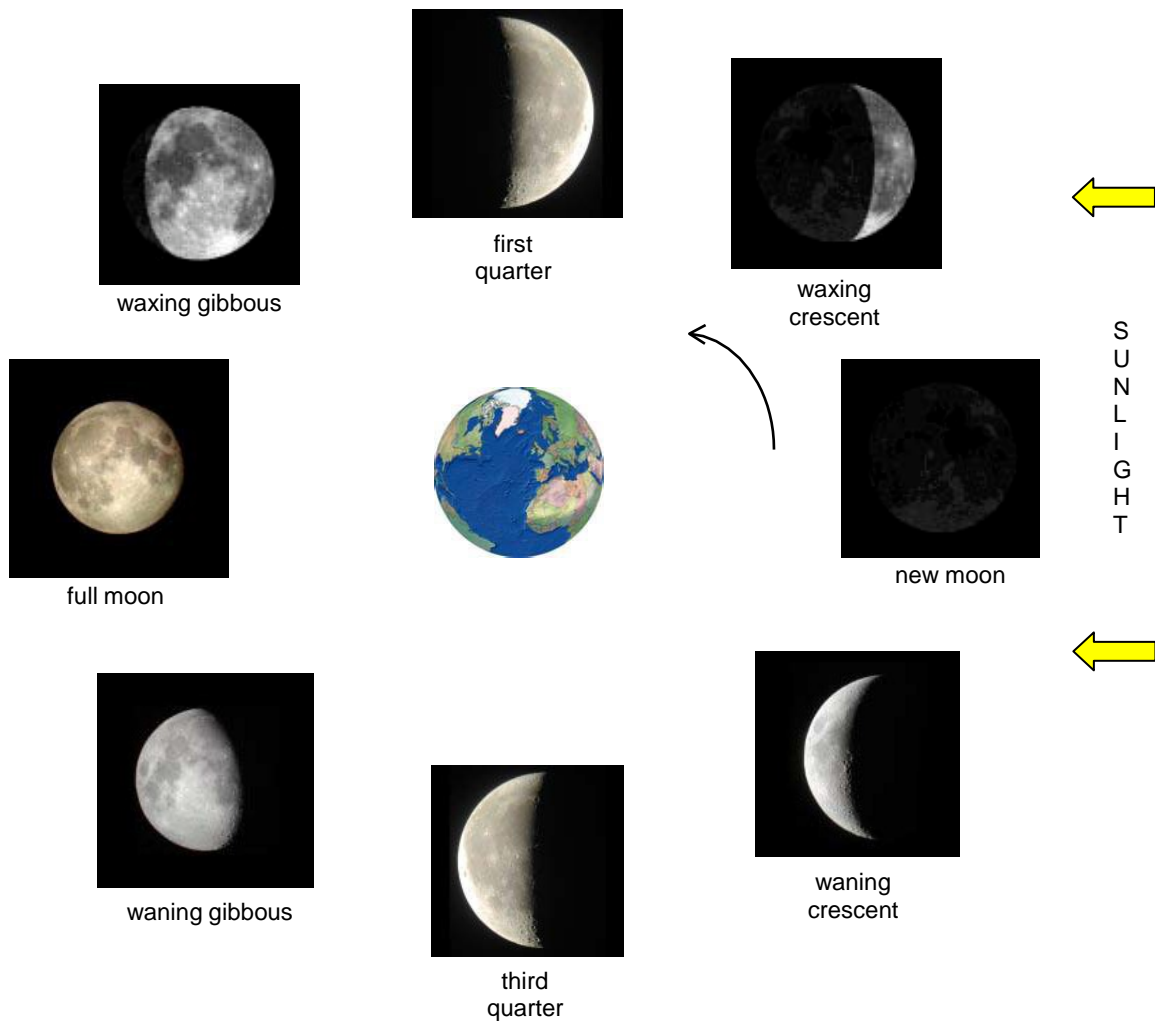 first
quarter
waxing gibbous
waxing
crescent
S
U
N
L
I
G
H
T
full moon
new moon
waning gibbous
waning
crescent
third
quarter